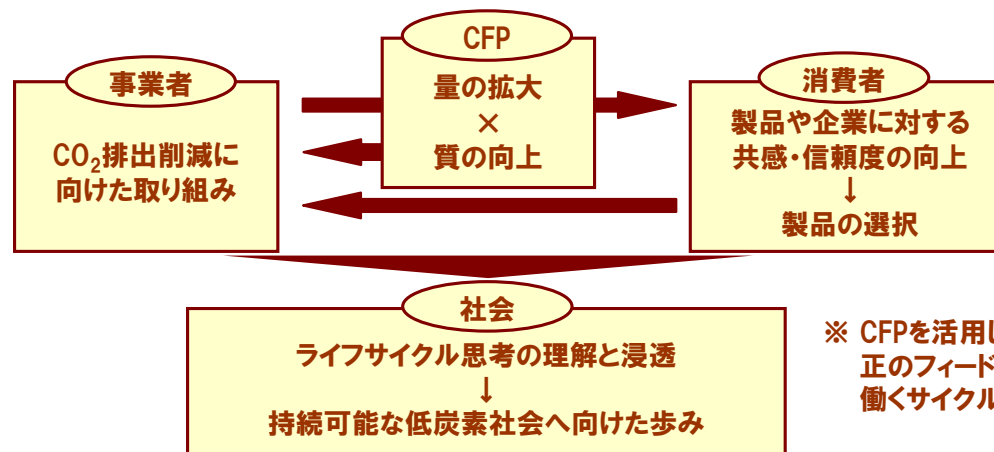 CFP
量の拡大
×
質の向上
事業者
CO₂排出削減に
向けた取り組み
消費者
製品や企業に対する
共感・信頼度の向上
↓
製品の選択
社会
ライフサイクル思考の理解と浸透
↓
持続可能な低炭素社会へ向けた歩み
※ CFPを活用し
正のフィード
働くサイクル